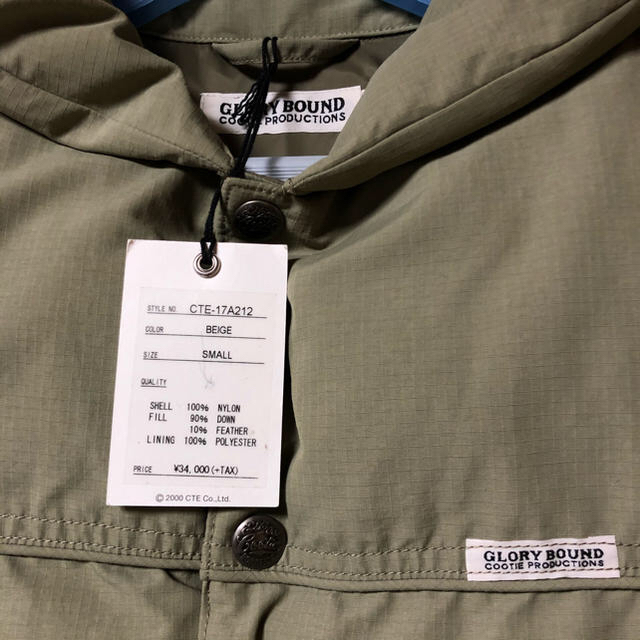 GLORY BOUND
COOTIE PRODUCTIONS
STYLE NO. CTE-17A212
COLOR BEIGE
SIZE SMALL
QUALITY
SHELL 100% NYLON
FILL 90% DOWN
10% FEATHER
LINING 100% POLYESTER
PRICE ¥34,000(+TAX)
© 2000 CTE Co., Ltd.
GLORY BOUND
COOTIE PRODUCTIONS